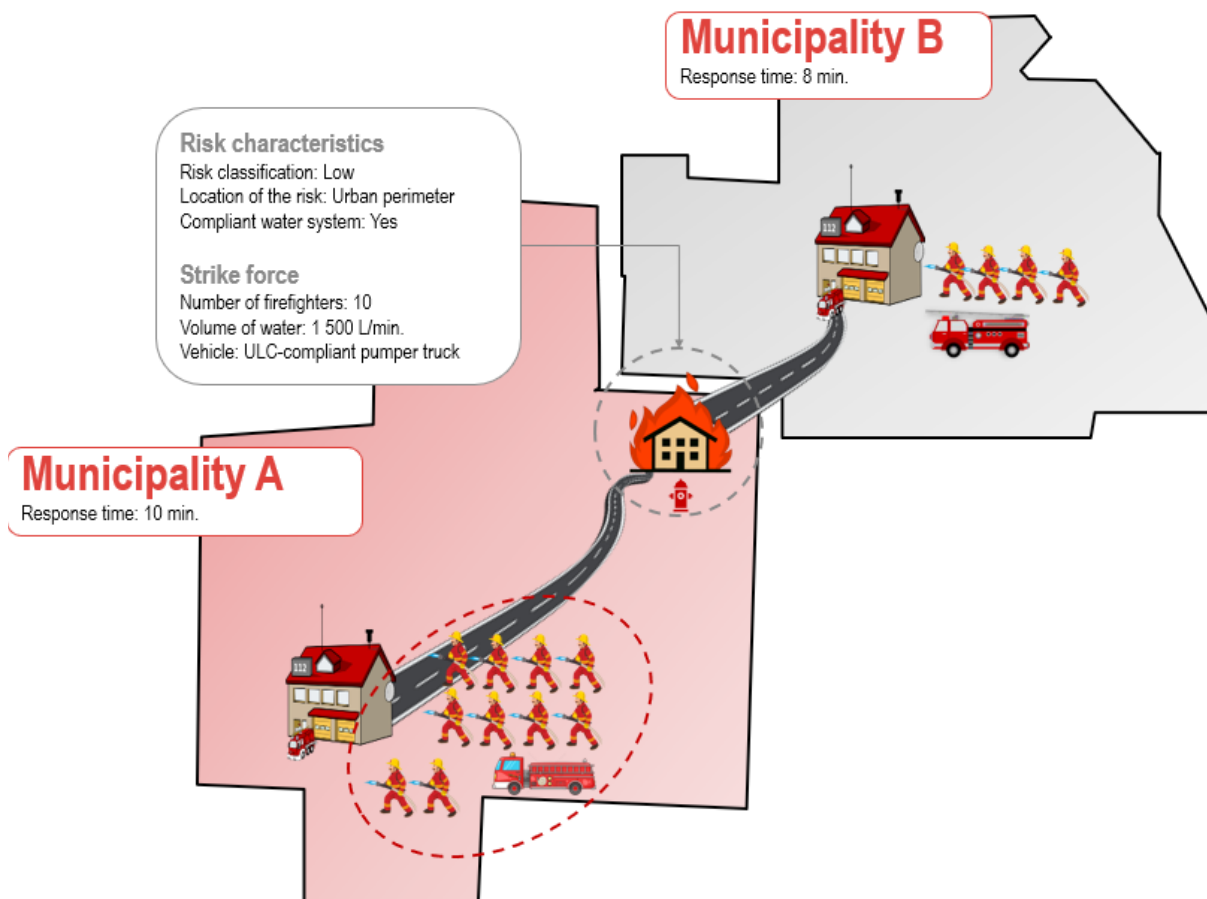 Municipality B
Response time: 8 min.
Risk characteristics
Risk classification: Low
Location of the risk: Urban perimeter
Compliant water system: Yes
Strike force
Number of firefighters: 10
Volume of water: 1 500 L/min.
Vehicle: ULC-compliant pumper truck
112
Municipality A
Response time: 10 min.
112